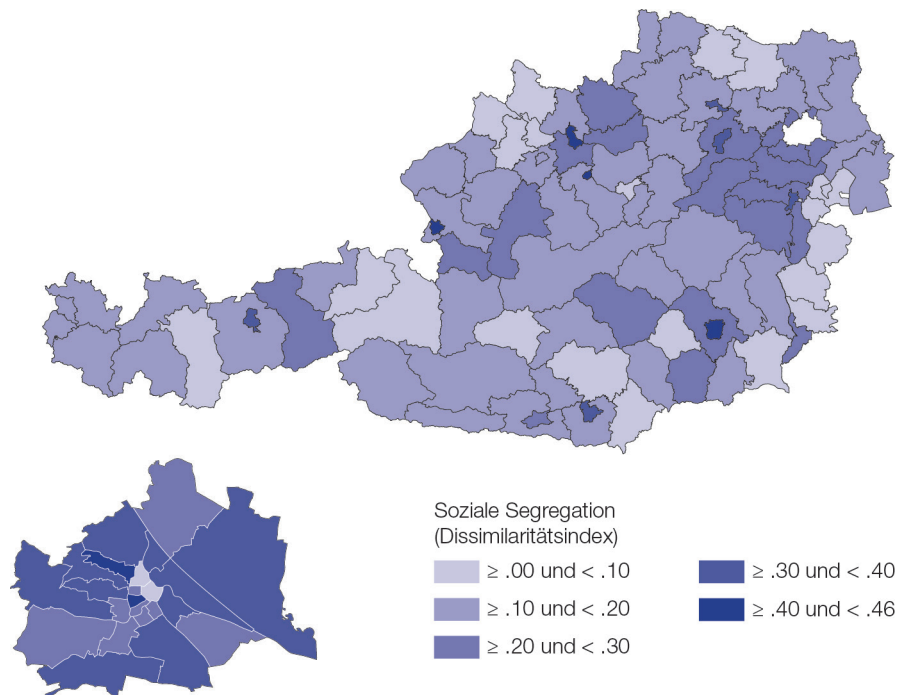 Soziale Segregation
(Dissimilaritätsindex)
≥ .00 und < .10
≥ .10 und < .20
≥ .20 und < .30
≥ .30 und < .40
≥ .40 und < .46